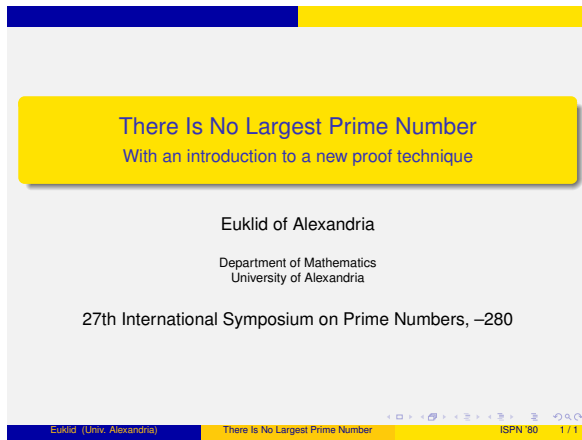 There Is No Largest Prime Number
With an introduction to a new proof technique
Euklid of Alexandria
Department of Mathematics
University of Alexandria
27th International Symposium on Prime Numbers, –280
Euklid (Univ. Alexandria) There Is No Largest Prime Number ISPN ’80 1 / 1